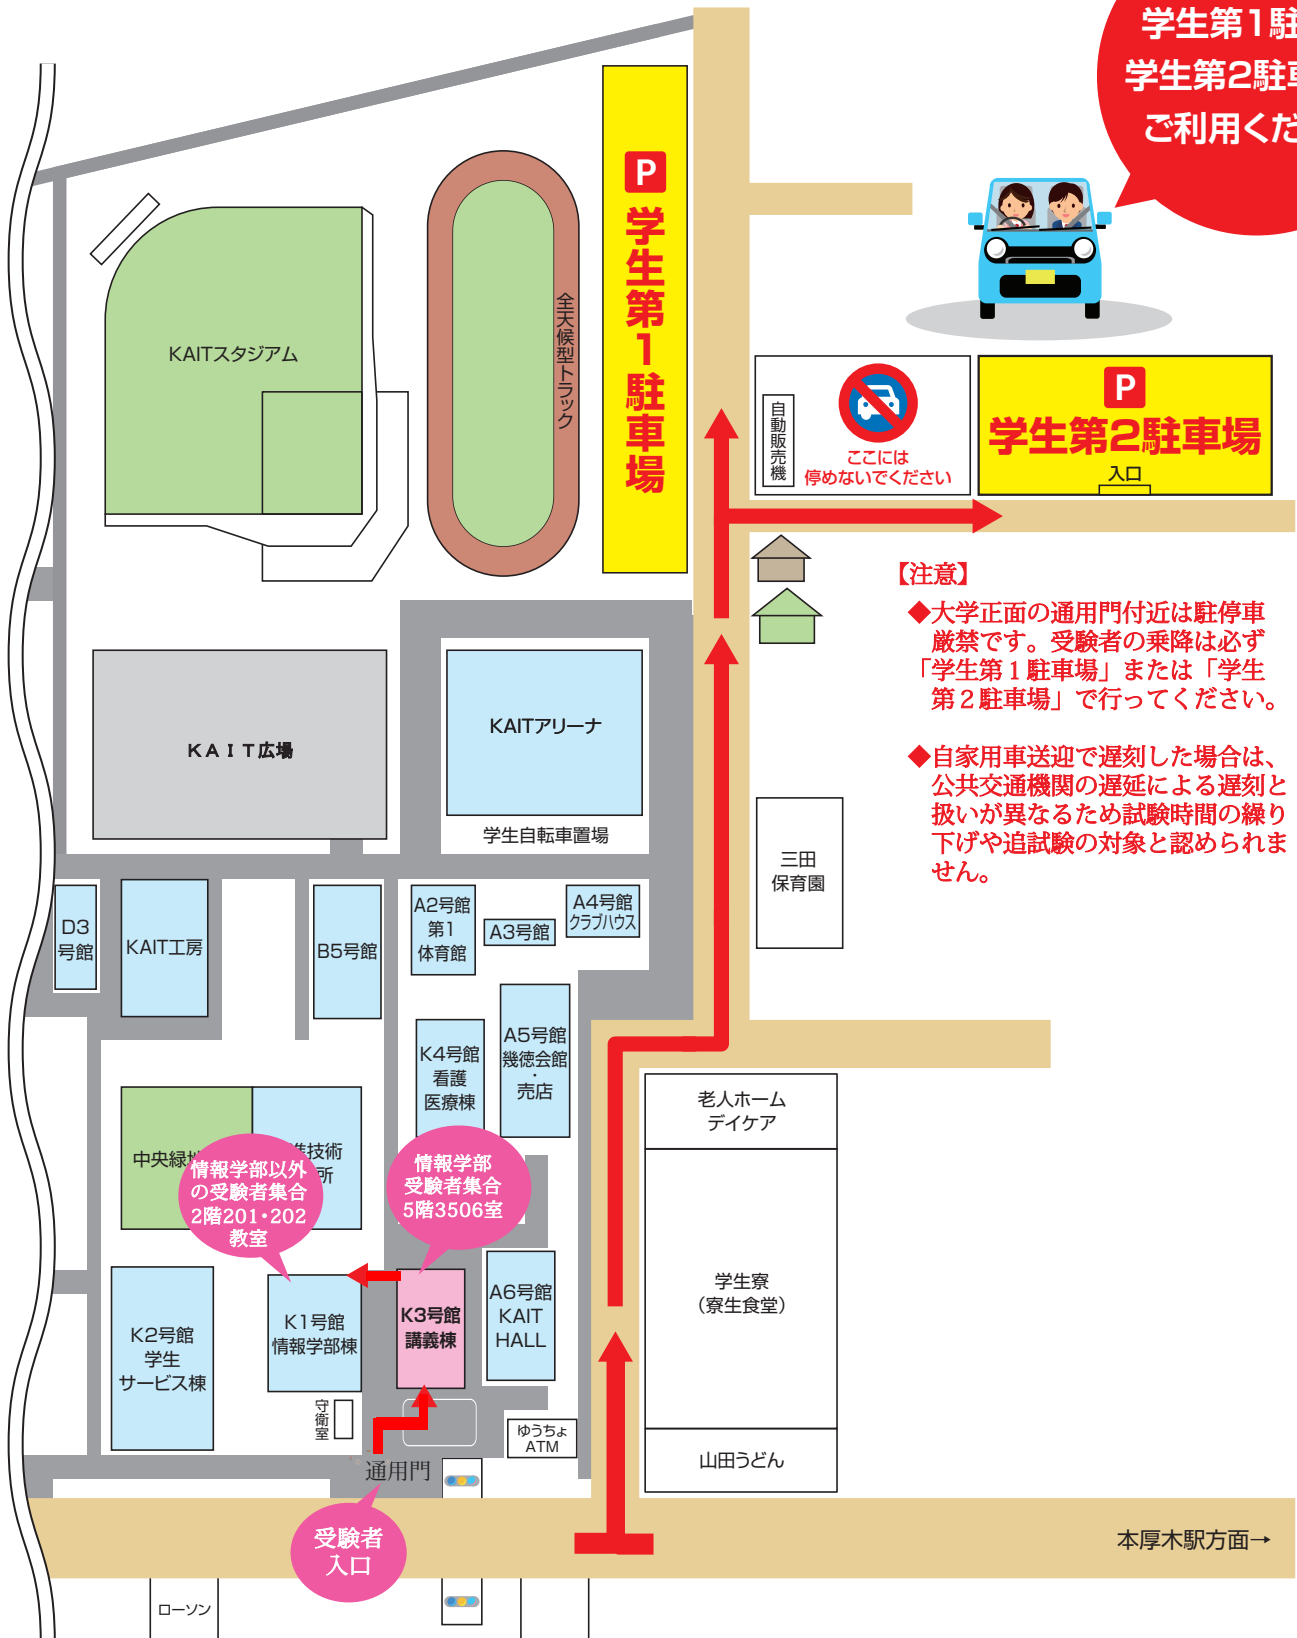 学生第1駐
学生第2駐車
ご利用くだ
P
学生第1駐車場
全天候型トラック
KAITスタジアム
自動販売機
ここには
停めないでください
P
学生第2駐車場
入口
【注意】
◆大学正面の通用門付近は駐停車
厳禁です。受験者の乗降は必ず
「学生第１駐車場」または「学生
第２駐車場」で行ってください。
◆自家用車送迎で遅刻した場合は、
公共交通機関の遅延による遅刻と
扱いが異なるため試験時間の繰り
下げや追試験の対象と認められま
せん。
KAITアリーナ
ＫＡＩＴ広場
学生自転車置場
三田
保育園
D3
号館
KAIT工房
B5号館
A2号館
第1
体育館
A3号館
A4号館
クラブハウス
K4号館
看護
医療棟
A5号館
幾徳会館
・
売店
老人ホーム
デイケア
中央緑地
技術
所
情報学部以外
の受験者集合
2階201・202
教室
情報学部
受験者集合
5階3506室
学生寮
（寮生食堂）
K2号館
学生
サービス棟
K1号館
情報学部棟
K3号館
講義棟
A6号館
KAIT
HALL
守衛室
ゆうちょ
ATM
山田うどん
通用門
受験者
入口
本厚木駅方面→
ローソン